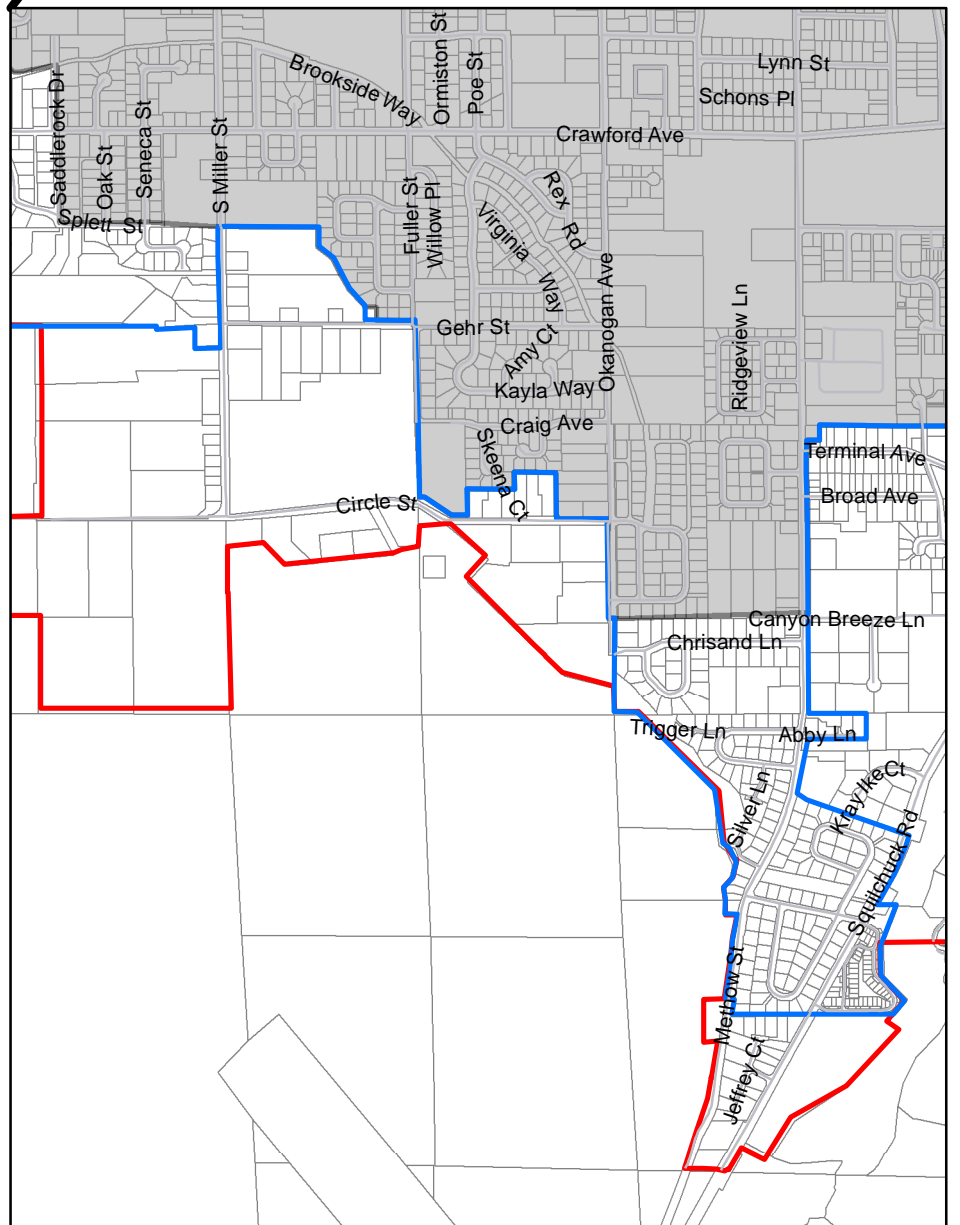 Ormiston St
Poe St
Lynn St
Brookside Way
Schons Pl
Saddlerock Dr
Oak St
Seneca St
S Miller St
Crawford Ave
Splett St
Fuller St
Willow Pl
Rex Rd
Virginia Way
Okanogan Ave
Gehr St
Amy Ct
Ridgeview Ln
Kayla Way
Craig Ave
Skeena Ct
Terminal Ave
Broad Ave
Circle St
Canyon Breeze Ln
Chrisand Ln
Trigger Ln
Abby Ln
Silver Ln
Kray Ike Ct
Squilchuck Rd
Methow St
Jeffrey Ct